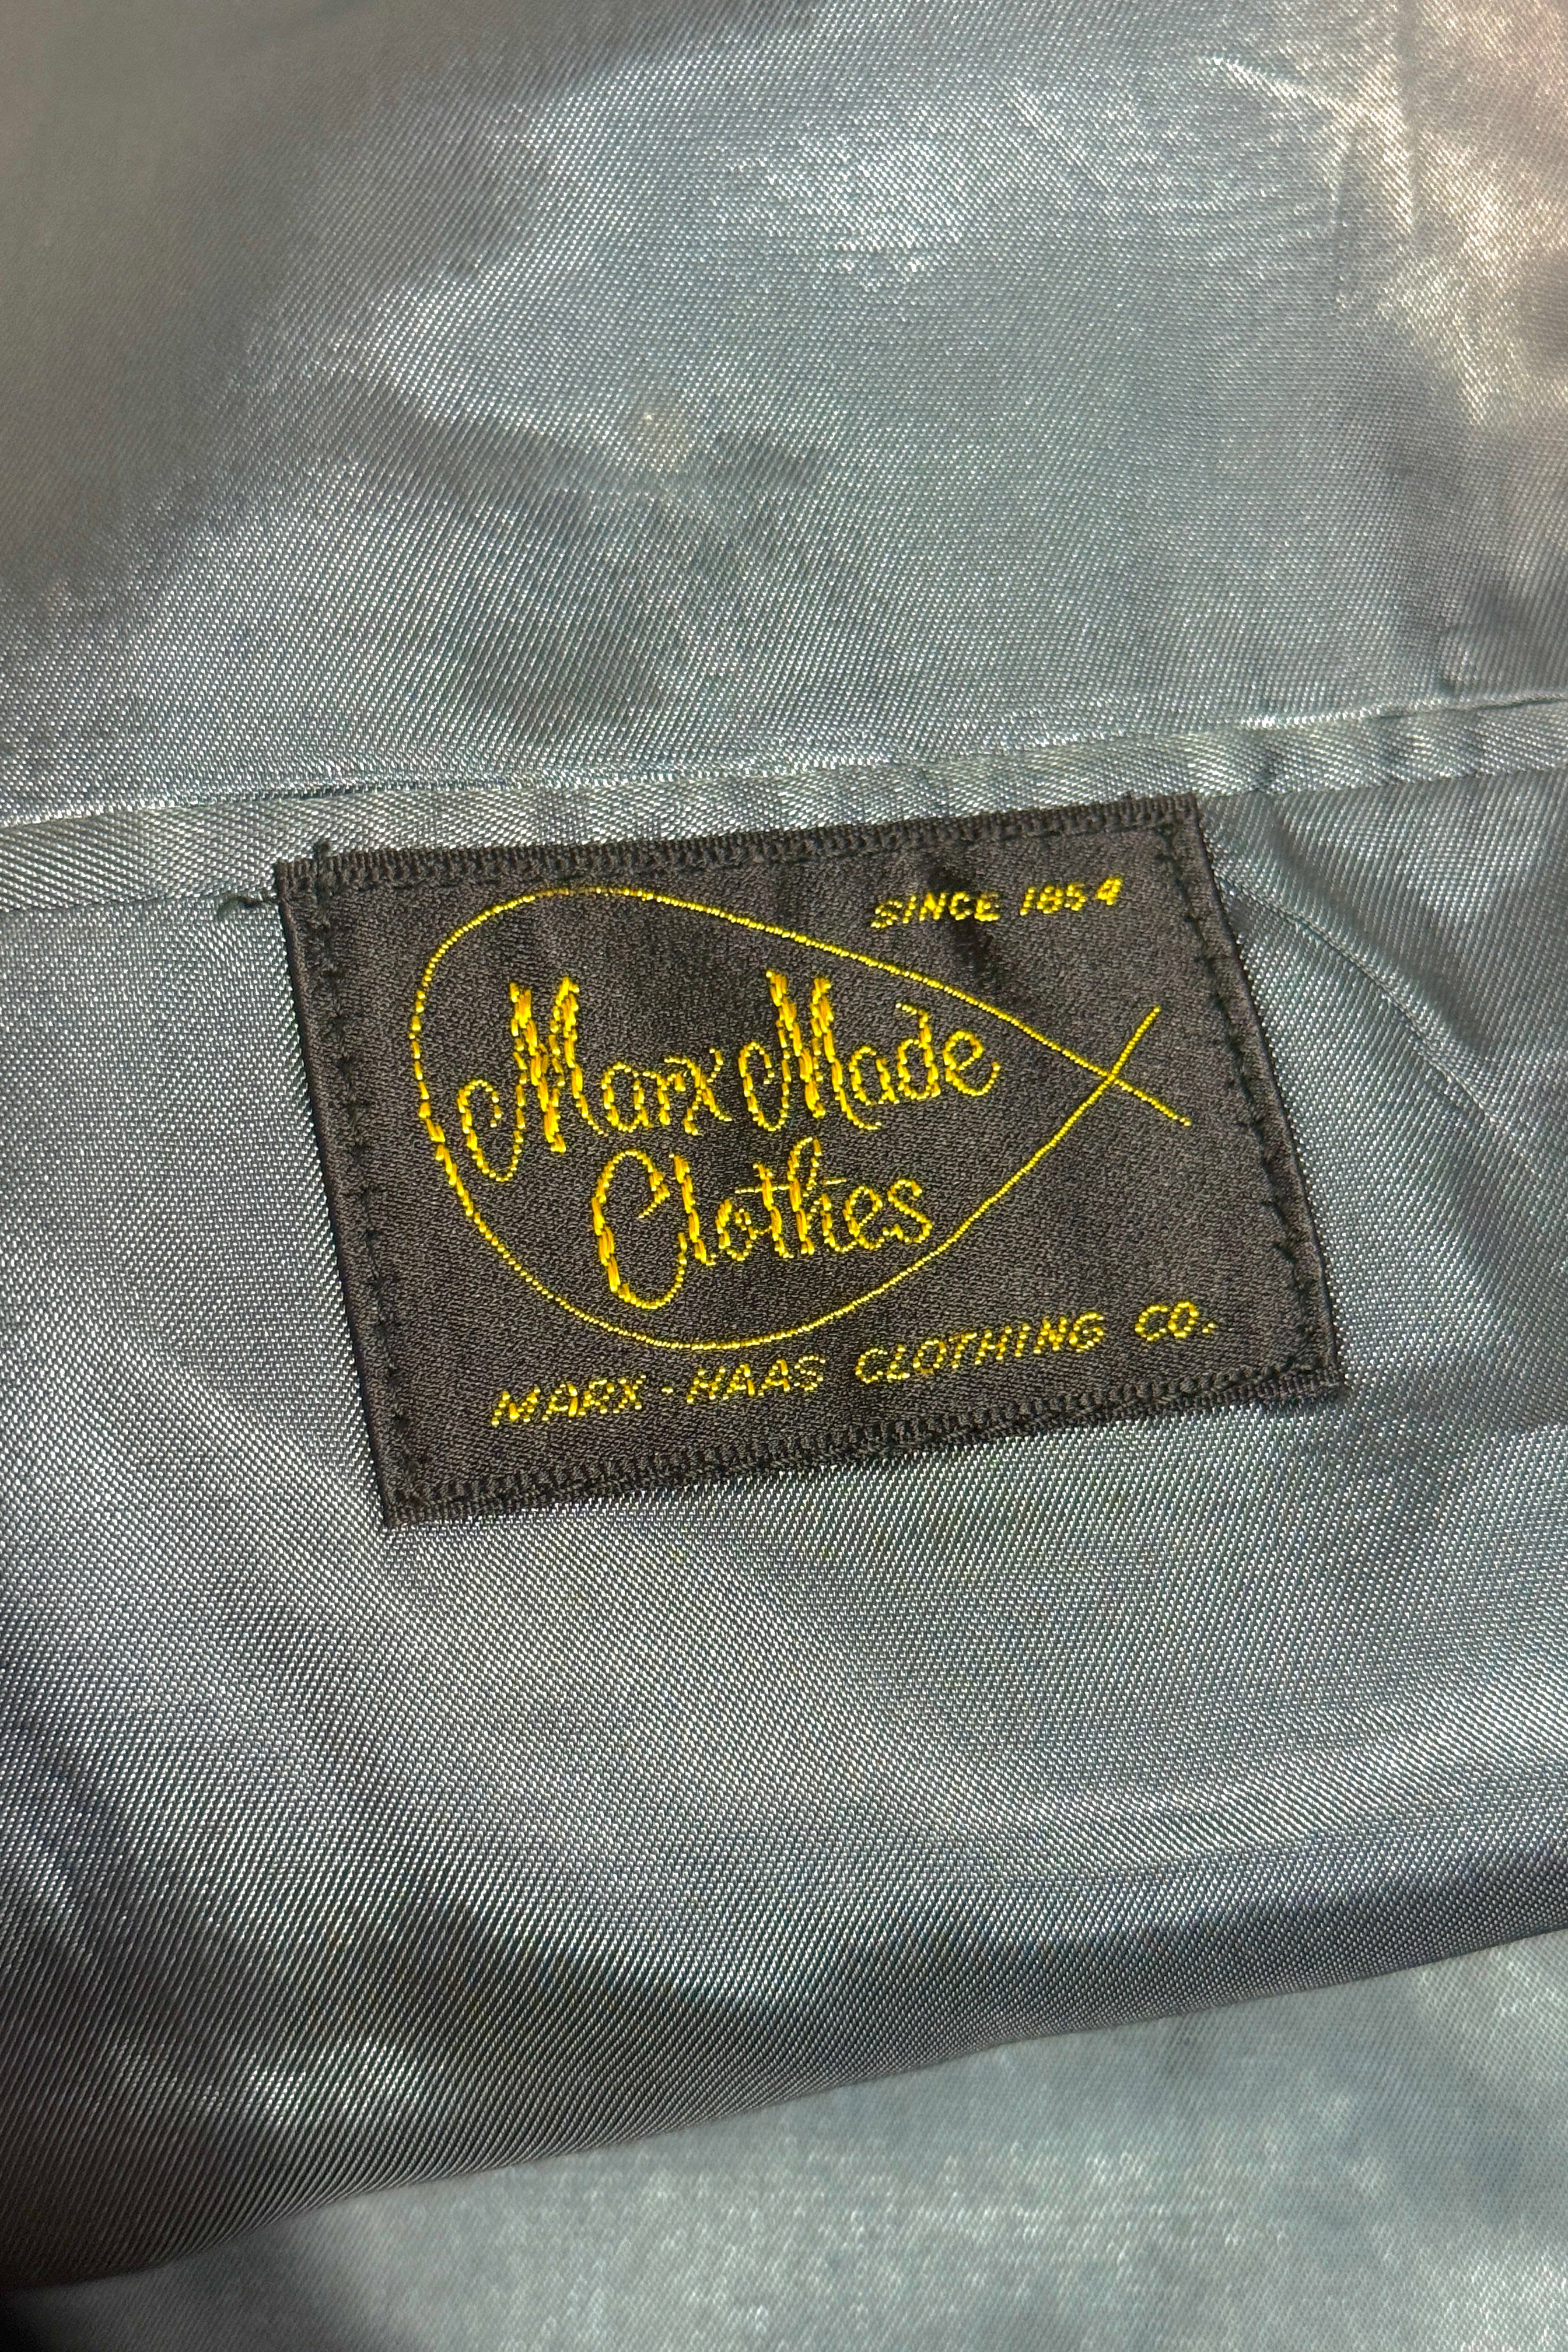 SINCE 1854
Marx Made
Clothes
MARX-HAAS CLOTHING CO.